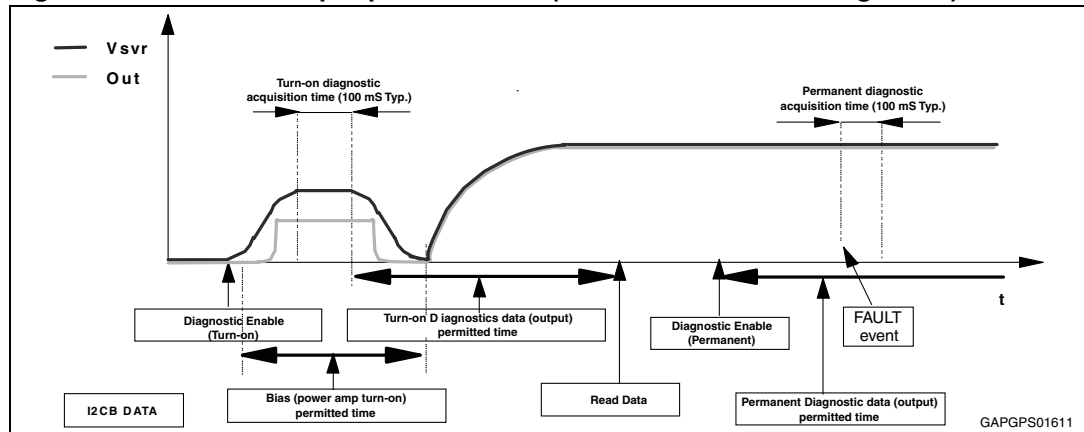 Vsvr
Out
Turn-on diagnostic
acquisition time (100 mS Typ.)
Permanent diagnostic
acquisition time (100 mS Typ.)
t
Diagnostic Enable
(Turn-on)
Turn-on D iagnostics data (output)
permitted time
Diagnostic Enable
(Permanent)
FAULT
event
Bias (power amp turn-on)
permitted time
Read Data
Permanent Diagnostic data (output)
permitted time
I2CB DATA
GAPGPS01611